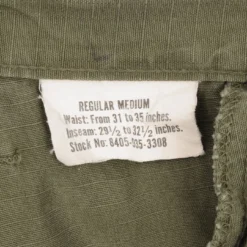 REGULAR MEDIUM
Waist: From 31 to 35 inches.
Inseam: 29½ to 32½ inches.
Stock No: 8405-935-3308